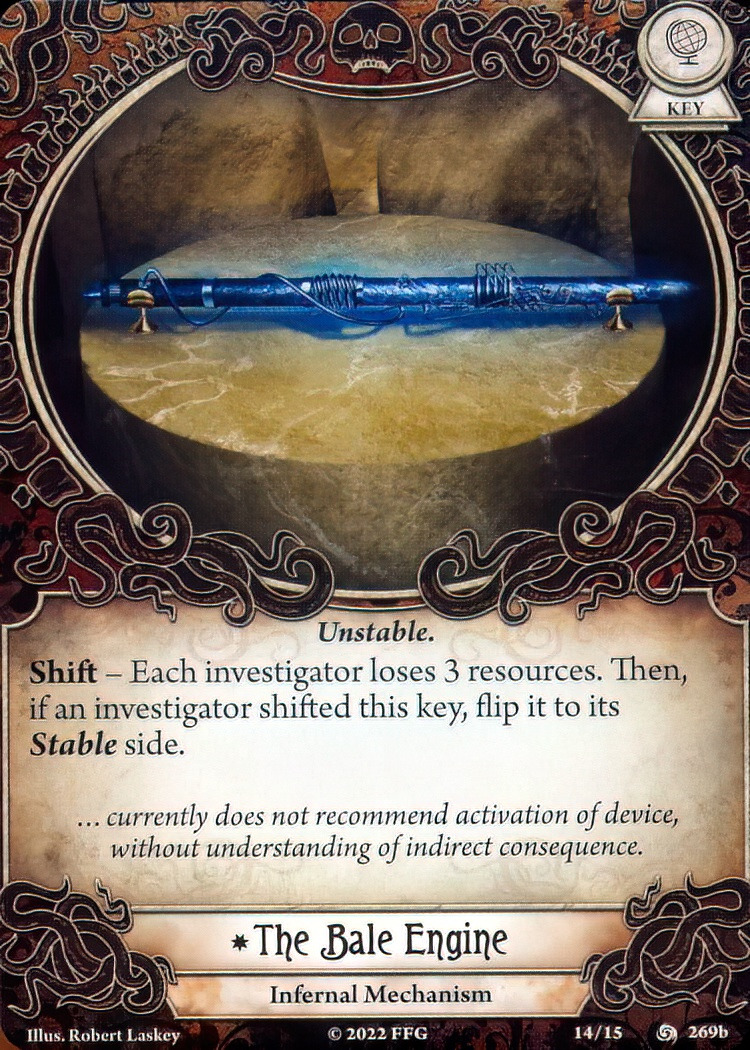 KEY
Unstable.
Shift – Each investigator loses 3 resources. Then,
if an investigator shifted this key, flip it to its
Stable side.
… currently does not recommend activation of device,
without understanding of indirect consequence.
✷The Bale Engine
Infernal Mechanism
Illus. Robert Laskey © 2022 FFG 14/15 269b